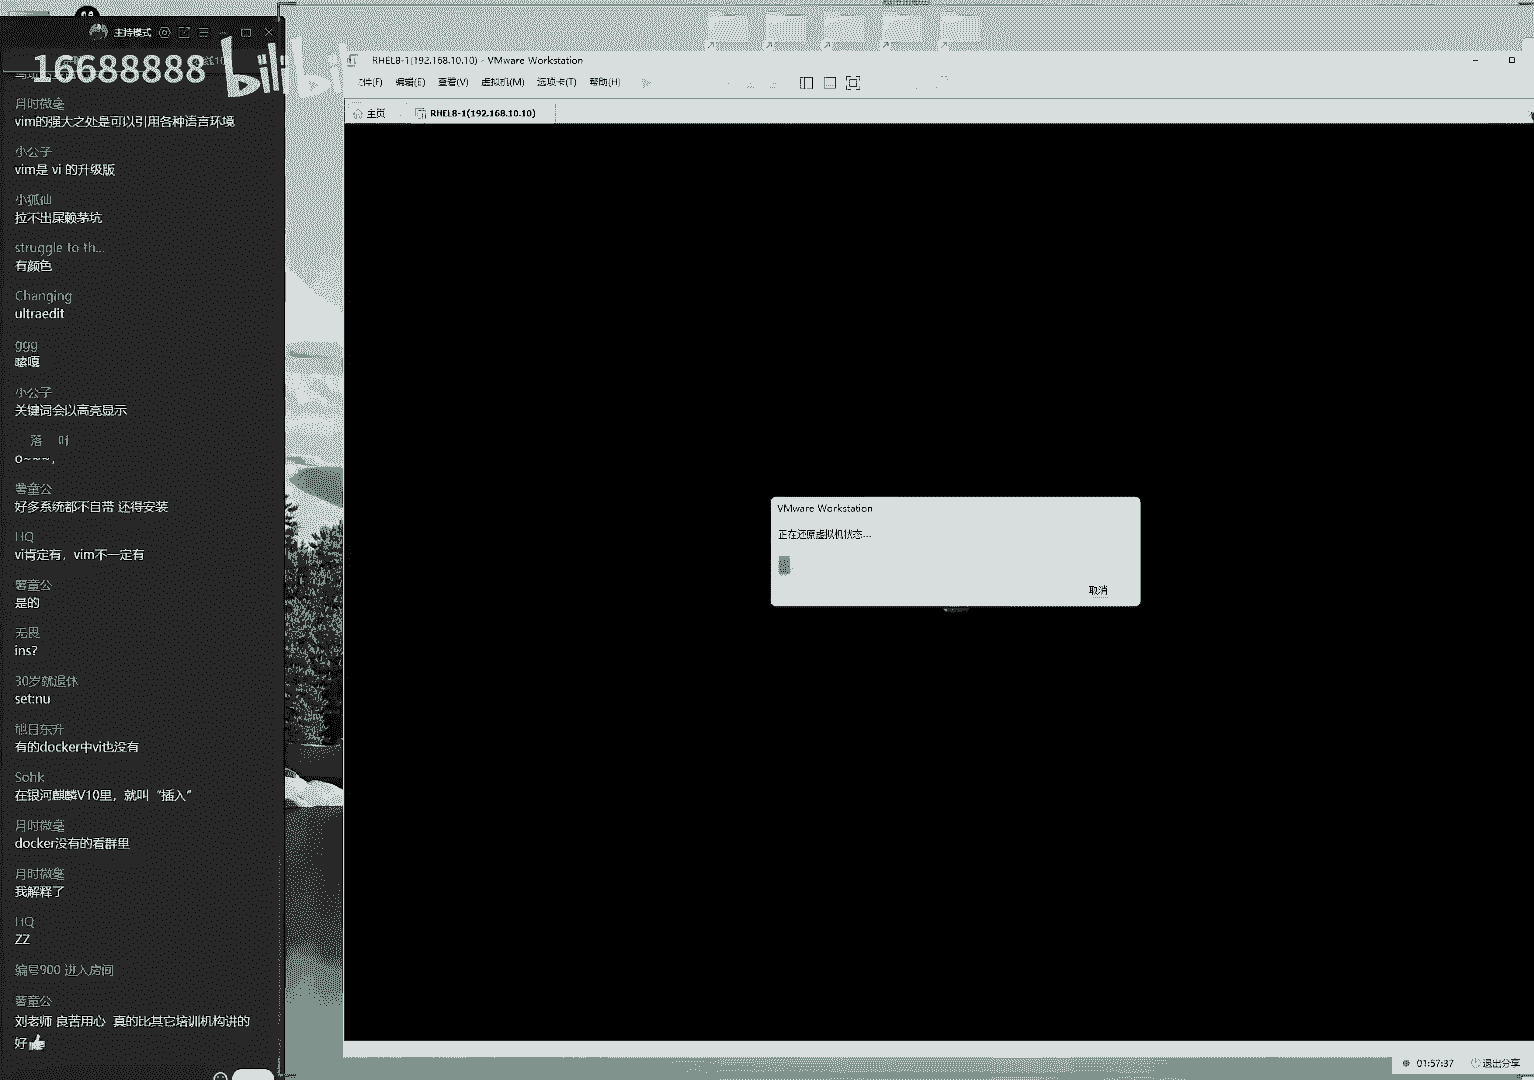 主持模式
16688888
bilibili
月时微毫
vim的强大之处是可以引用各种语言环境
小公子
vim是 vi 的升级版
小狐仙
拉不出屎赖茅坑
struggle to th...
有颜色
Changing
ultraedit
ggg
嚓嘎
小公子
关键词会以高亮显示
落 叶
o~~~,
薯童公
好多系统都不自带 还得安装
HQ
vi肯定有，vim不一定有
薯童公
是的
无畏
ins?
30岁就退休
set:nu
旭日东升
有的docker中vi也没有
Sohk
在银河麒麟V10里，就叫“插入”
月时微毫
docker没有的看群里
月时微毫
我解释了
HQ
ZZ
编号900 进入房间
薯童公
刘老师 良苦用心 真的比其它培训机构讲的
好
RHEL8-1(192.168.10.10) - VMware Workstation
文件(F) 编辑(E) 查看(V) 虚拟机(M) 选项卡(T) 帮助(H)
主页 RHEL8-1(192.168.10.10)
VMware Workstation
正在还原虚拟机状态...
取消
01:57:37 退出分享